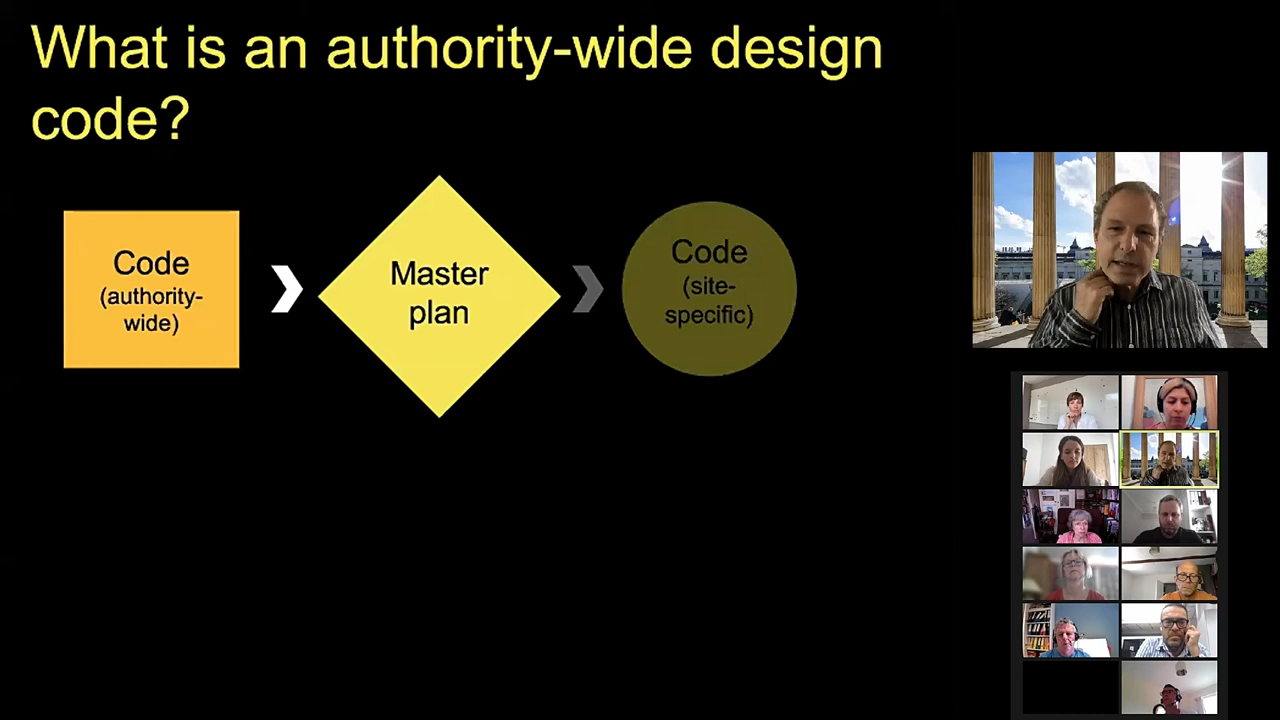 What is an authority-wide design
code?
Code
(authority-
wide)
Master
plan
Code
(site-
specific)